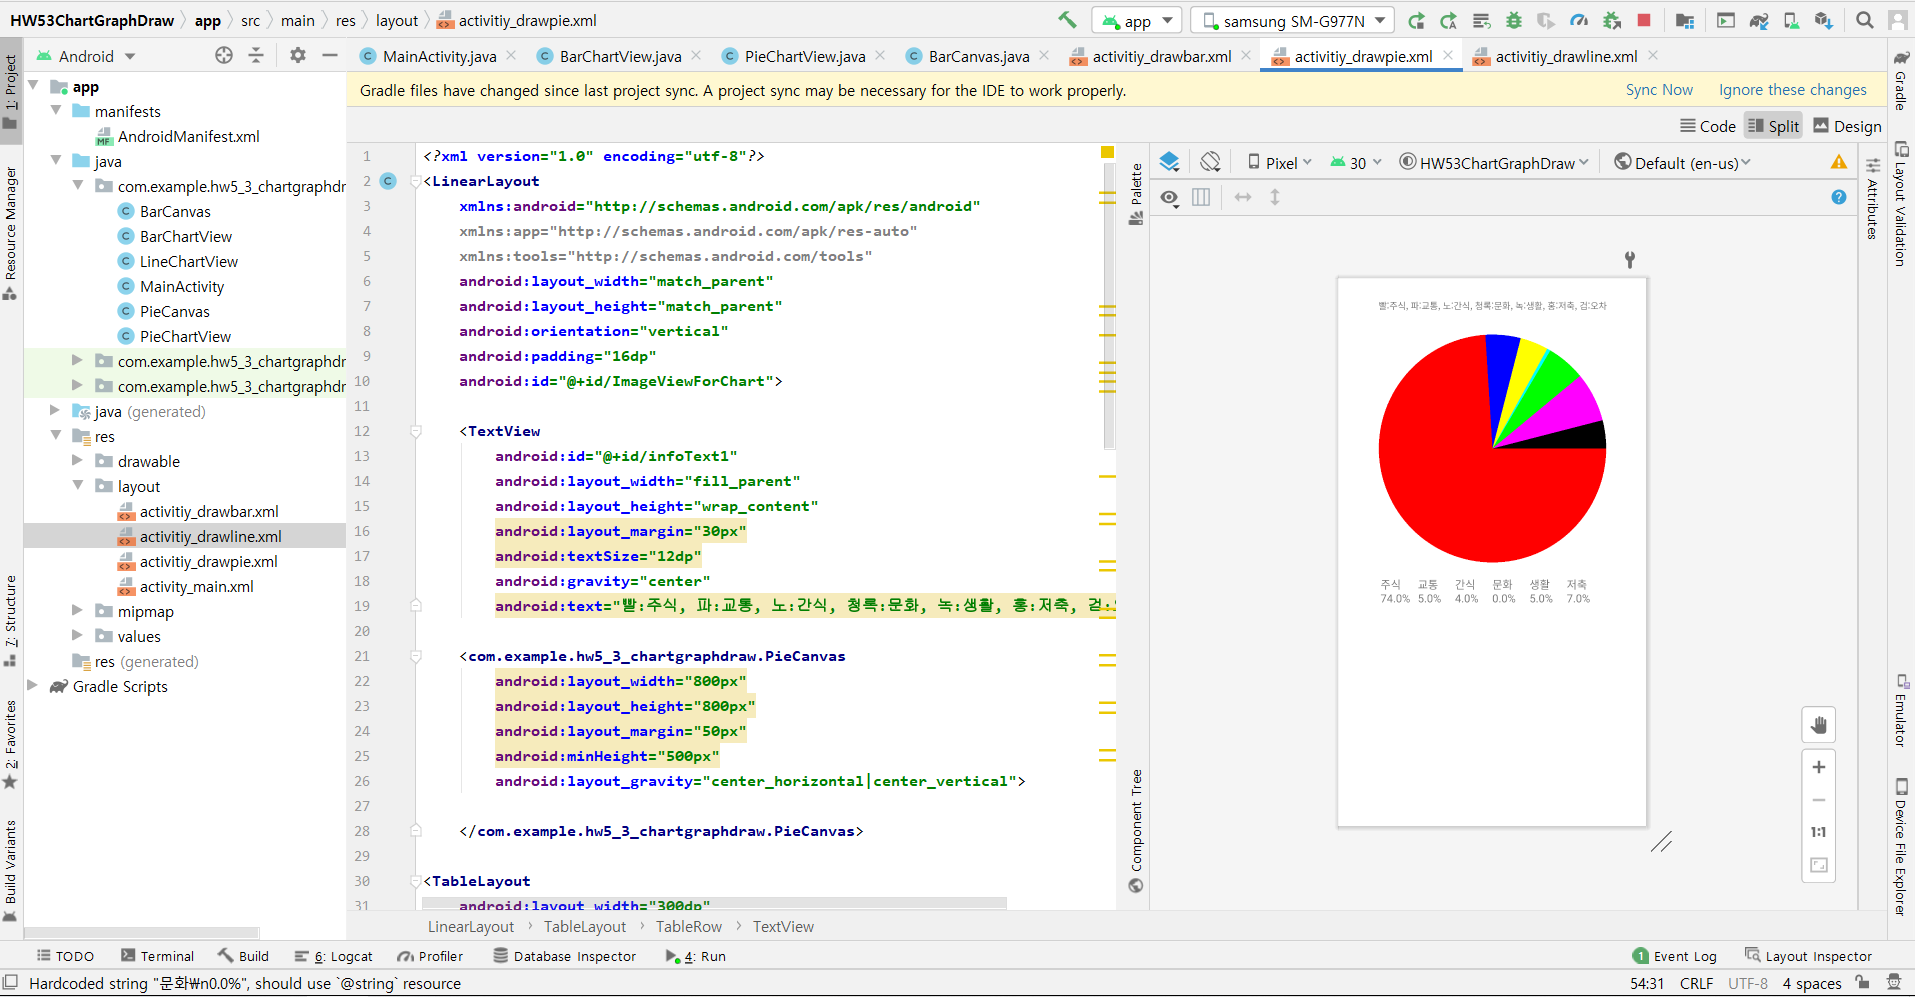 HW53ChartGraphDraw app src main res layout activitiy_drawpie.xml
app samsung SM-G977N
Android
MainActivity.java BarChartView.java PieChartView.java BarCanvas.java activitiy_drawbar.xml activitiy_drawpie.xml activitiy_drawline.xml
Gradle files have changed since last project sync. A project sync may be necessary for the IDE to work properly.
Sync Now Ignore these changes
Code Split Design
1: Project
Resource Manager
7: Structure
2: Favorites
Build Variants
app
manifests
AndroidManifest.xml
java
com.example.hw5_3_chartgraphdr
BarCanvas
BarChartView
LineChartView
MainActivity
PieCanvas
PieChartView
com.example.hw5_3_chartgraphdr
com.example.hw5_3_chartgraphdr
java (generated)
res
drawable
layout
activitiy_drawbar.xml
activitiy_drawline.xml
activitiy_drawpie.xml
activity_main.xml
mipmap
values
res (generated)
Gradle Scripts
1 <?xml version="1.0" encoding="utf-8"?>
2 <LinearLayout
3 xmlns:android="http://schemas.android.com/apk/res/android"
4 xmlns:app="http://schemas.android.com/apk/res-auto"
5 xmlns:tools="http://schemas.android.com/tools"
6 android:layout_width="match_parent"
7 android:layout_height="match_parent"
8 android:orientation="vertical"
9 android:padding="16dp"
10 android:id="@+id/ImageViewForChart">
11
12 <TextView
13 android:id="@+id/infoText1"
14 android:layout_width="fill_parent"
15 android:layout_height="wrap_content"
16 android:layout_margin="30px"
17 android:textSize="12dp"
18 android:gravity="center"
19 android:text="빨:주식, 파:교통, 노:간식, 청록:문화, 녹:생활, 홍:저축, 검:
20
21 <com.example.hw5_3_chartgraphdraw.PieCanvas
22 android:layout_width="800px"
23 android:layout_height="800px"
24 android:layout_margin="50px"
25 android:minHeight="500px"
26 android:layout_gravity="center_horizontal|center_vertical">
27
28 </com.example.hw5_3_chartgraphdraw.PieCanvas>
29
30 <TableLayout
31 android:layout_width="300dp"
LinearLayout TableLayout TableRow TextView
Palette
Component Tree
Pixel 30 HW53ChartGraphDraw Default (en-us)
빨:주식, 파:교통, 노:간식, 청록:문화, 녹:생활, 홍:저축, 검:오차
주식 교통 간식 문화 생활 저축
74.0% 5.0% 4.0% 0.0% 5.0% 7.0%
1:1
Attributes
Gradle
Layout Validation
Emulator
Device File Explorer
TODO Terminal Build 6: Logcat Profiler Database Inspector 4: Run
1 Event Log Layout Inspector
Hardcoded string "문화₩n0.0%", should use `@string` resource
54:31 CRLF UTF-8 4 spaces